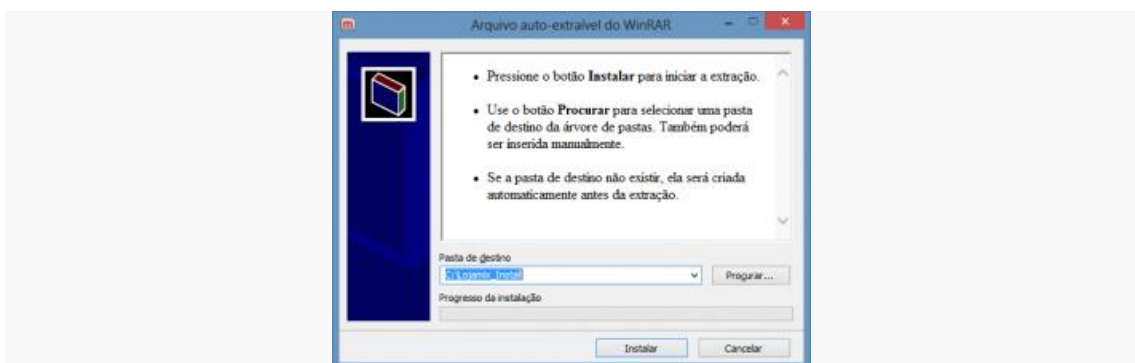 Arquivo auto-extraível do WinRAR
• Pressione o botão Instalar para iniciar a extração.
• Use o botão Procurar para selecionar uma pasta
de destino da árvore de pastas. Também poderá
ser inserida manualmente.
• Se a pasta de destino não existir, ela será criada
automaticamente antes da extração.
Pasta de destino
C:\Lojamix_Install
Procurar...
Progresso da instalação
Instalar
Cancelar